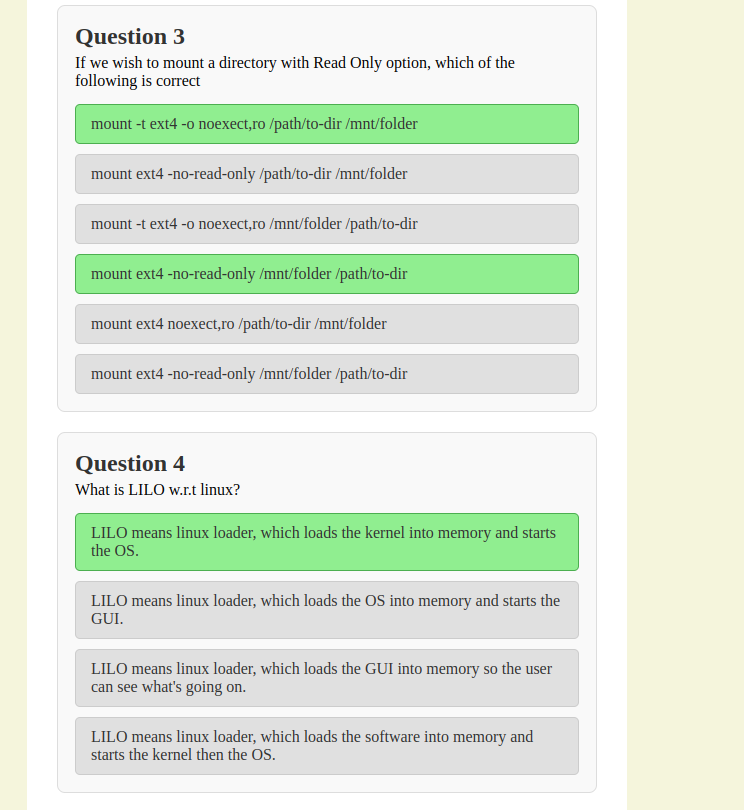 Question 3
If we wish to mount a directory with Read Only option, which of the
following is correct
mount -t ext4 -o noexect,ro /path/to-dir /mnt/folder
mount ext4 -no-read-only /path/to-dir /mnt/folder
mount -t ext4 -o noexect,ro /mnt/folder /path/to-dir
mount ext4 -no-read-only /mnt/folder /path/to-dir
mount ext4 noexect,ro /path/to-dir /mnt/folder
mount ext4 -no-read-only /mnt/folder /path/to-dir
Question 4
What is LILO w.r.t linux?
LILO means linux loader, which loads the kernel into memory and starts
the OS.
LILO means linux loader, which loads the OS into memory and starts the
GUI.
LILO means linux loader, which loads the GUI into memory so the user
can see what's going on.
LILO means linux loader, which loads the software into memory and
starts the kernel then the OS.